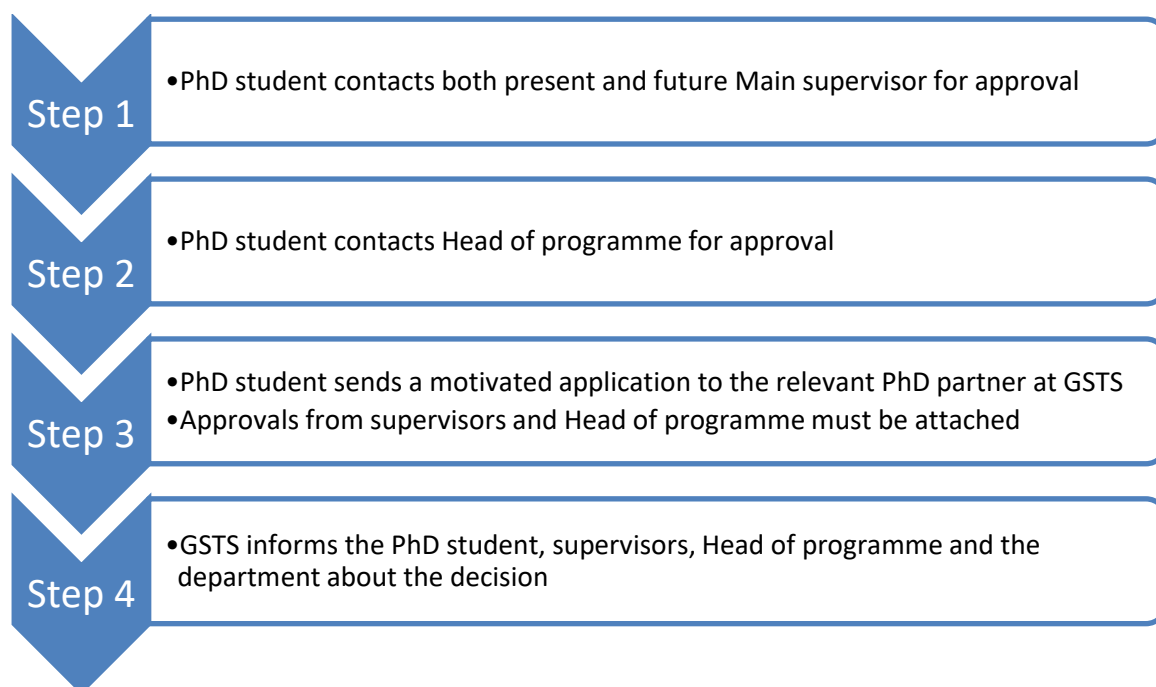 Step 1
•PhD student contacts both present and future Main supervisor for approval
Step 2
•PhD student contacts Head of programme for approval
Step 3
•PhD student sends a motivated application to the relevant PhD partner at GSTS
•Approvals from supervisors and Head of programme must be attached
Step 4
•GSTS informs the PhD student, supervisors, Head of programme and the
department about the decision